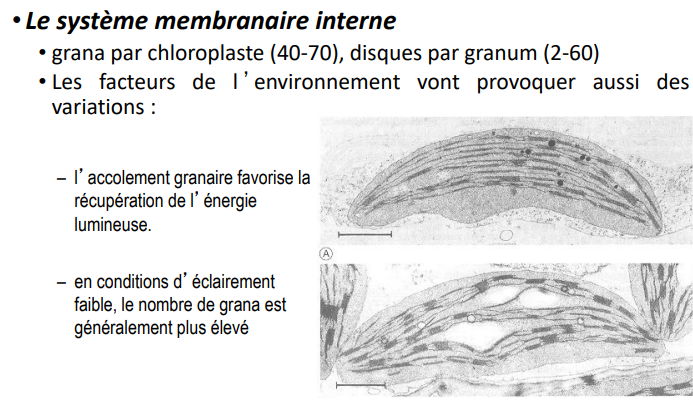 • Le système membranaire interne
• grana par chloroplaste (40-70), disques par granum (2-60)
• Les facteurs de l'environnement vont provoquer aussi des
variations :
– l'accolement granaire favorise la
récupération de l'énergie
lumineuse.
A
– en conditions d'éclairement
faible, le nombre de grana est
généralement plus élevé